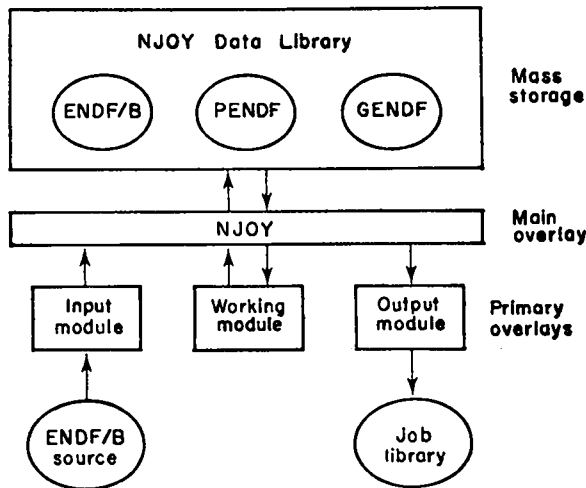 NJOY Data Library
ENDF/B
PENDF
GENDF
Mass
storage
NJOY
Main
overlay
Input
module
Working
module
Output
module
Primary
overlays
ENDF/B
source
Job
library